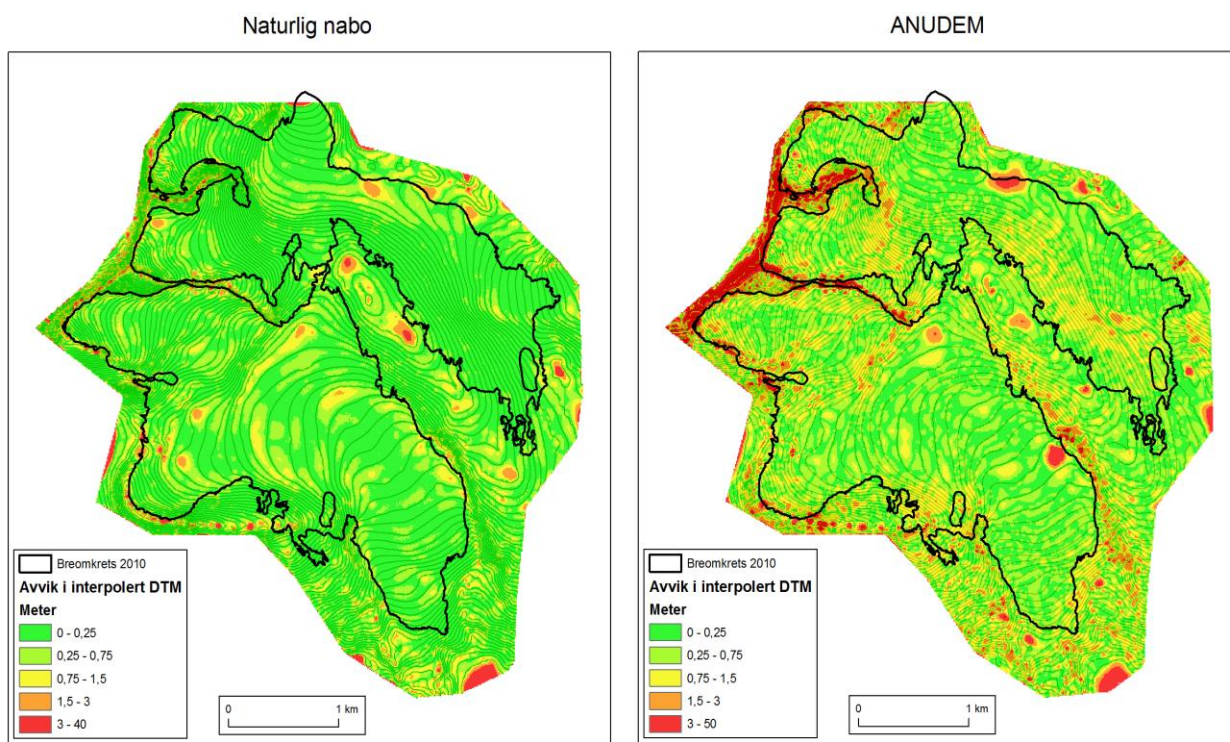 Naturlig nabo
Breomkrets 2010
Avvik i interpolert DTM
Meter
0 - 0,25
0,25 - 0,75
0,75 - 1,5
1,5 - 3
3 - 40
0
1 km
ANUDEM
Breomkrets 2010
Avvik i interpolert DTM
Meter
0 - 0,25
0,25 - 0,75
0,75 - 1,5
1,5 - 3
3 - 50
0
1 km